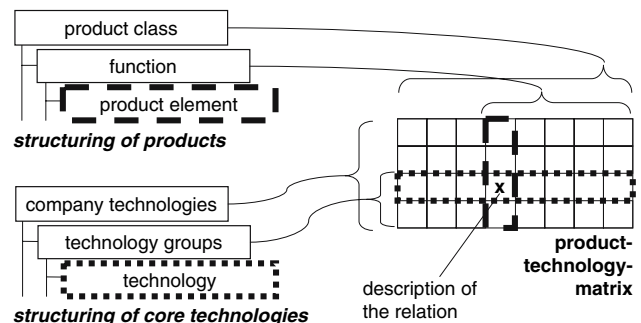 product class
function
product element
structuring of products
company technologies
technology groups
technology
structuring of core technologies
x
product-
technology-
matrix
description of
the relation